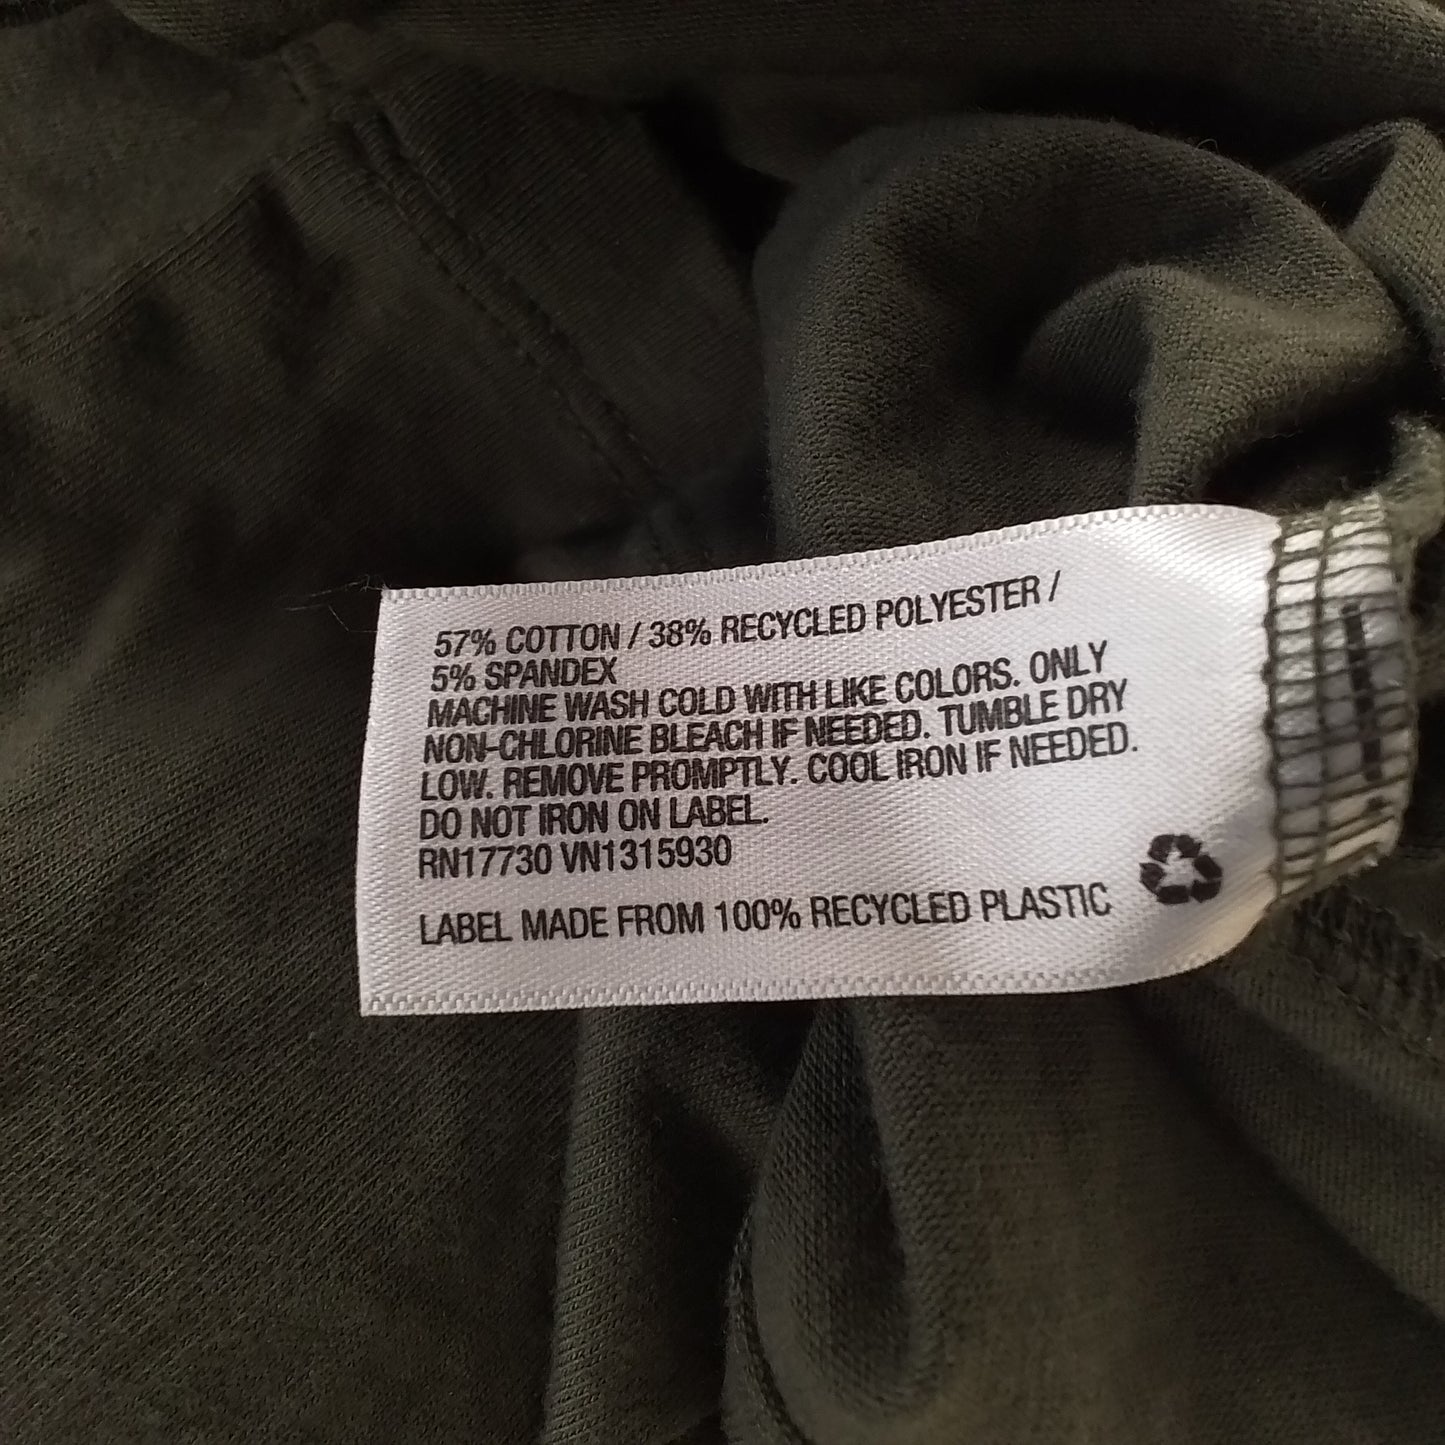 57% COTTON / 38% RECYCLED POLYESTER /
5% SPANDEX
MACHINE WASH COLD WITH LIKE COLORS. ONLY
NON-CHLORINE BLEACH IF NEEDED. TUMBLE DRY
LOW. REMOVE PROMPTLY. COOL IRON IF NEEDED.
DO NOT IRON ON LABEL.
RN17730 VN1315930
LABEL MADE FROM 100% RECYCLED PLASTIC